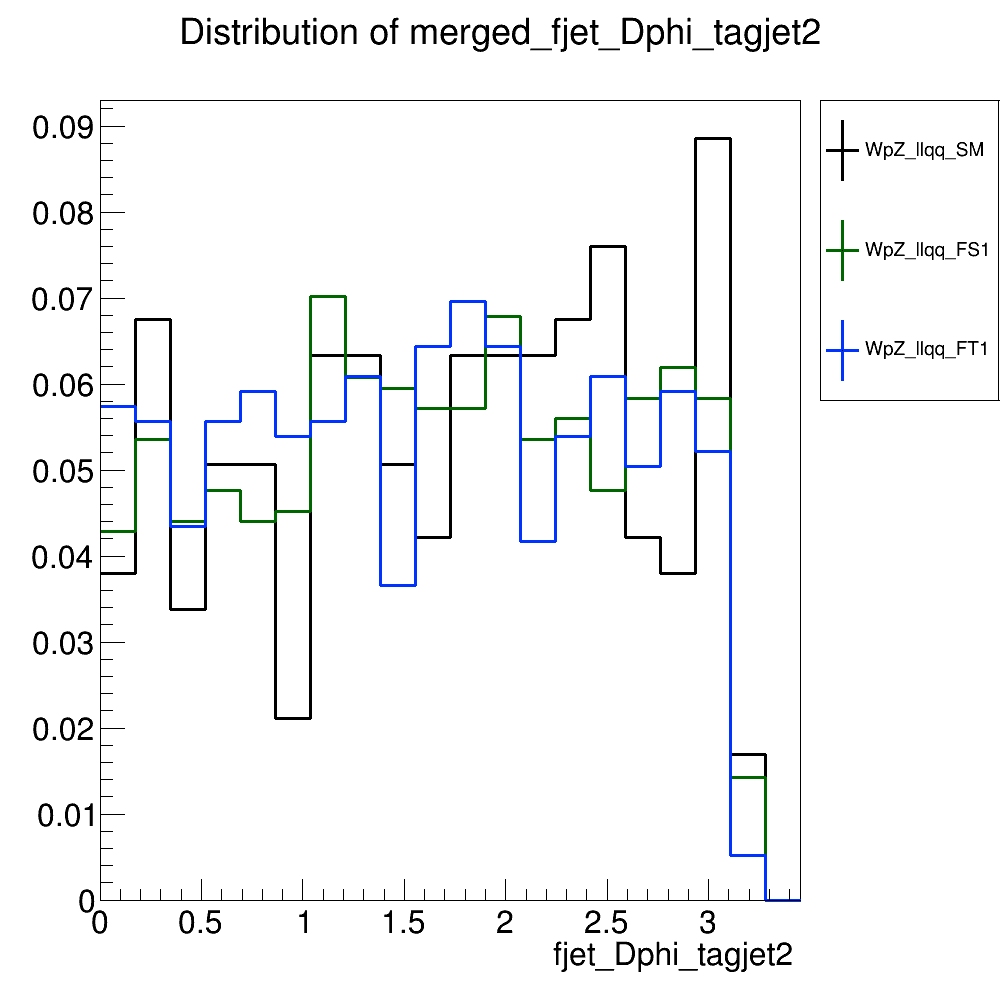 Distribution of merged_fjet_Dphi_tagjet2
0.09
0.08
0.07
0.06
0.05
0.04
0.03
0.02
0.01
0
0 0.5 1 1.5 2 2.5 3
fjet_Dphi_tagjet2
WpZ_llqq_SM
WpZ_llqq_FS1
WpZ_llqq_FT1